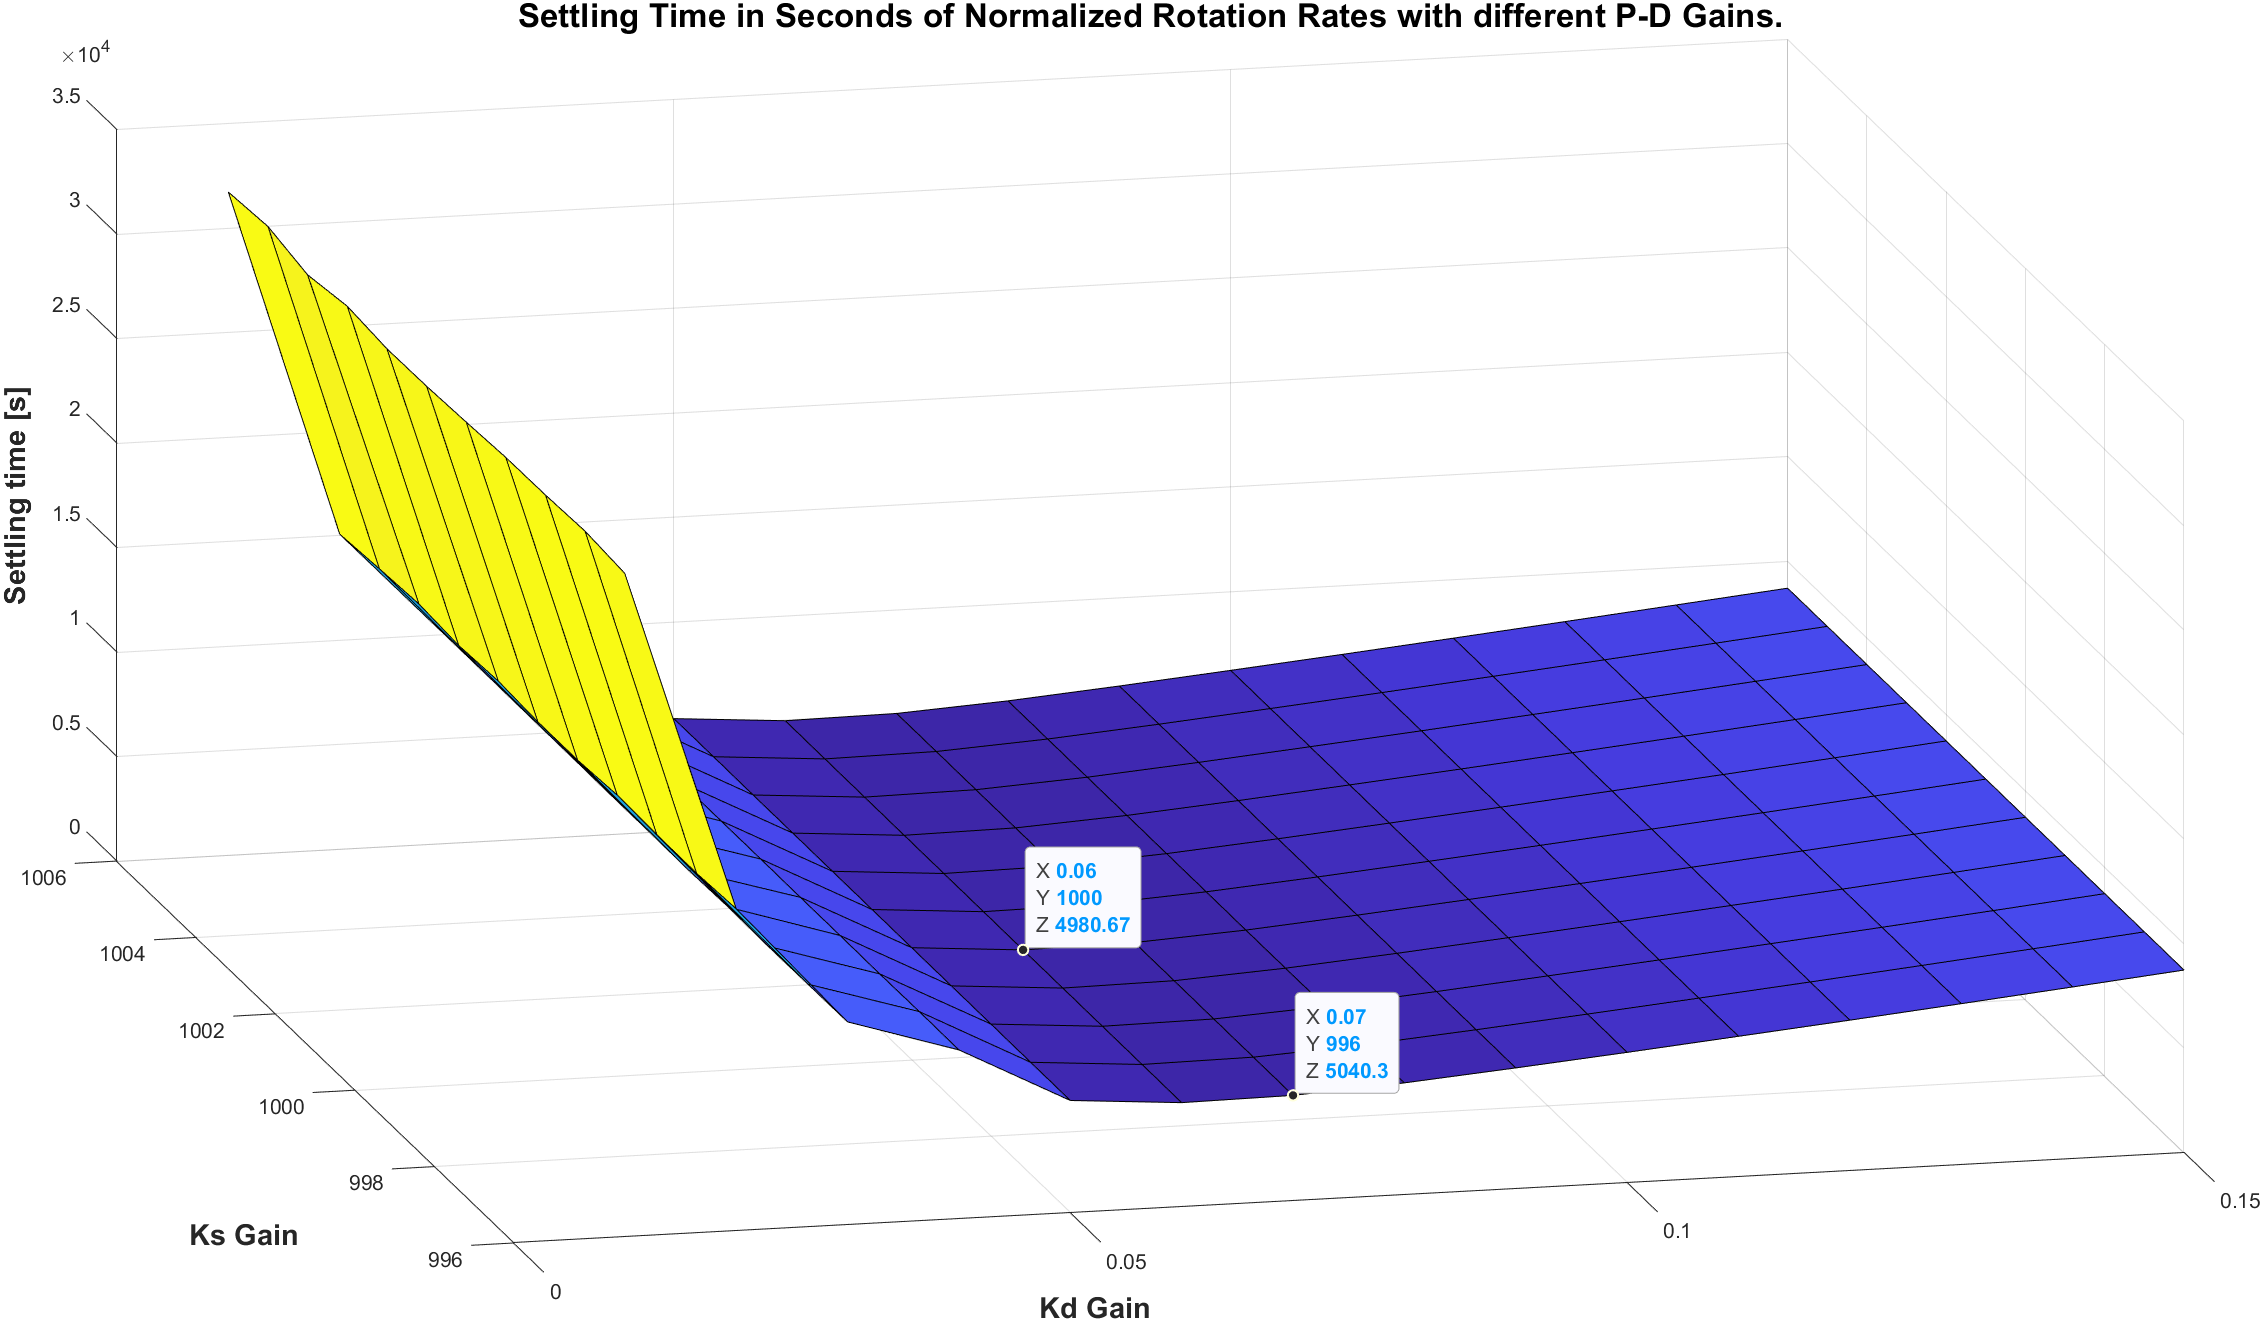 Settling Time in Seconds of Normalized Rotation Rates with different P-D Gains.
×10⁴
3.5
3
2.5
2
1.5
1
0.5
0
Settling time [s]
1006
1004
1002
1000
998
996
Ks Gain
0
0.05
0.1
0.15
Kd Gain
X 0.06
Y 1000
Z 4980.67
X 0.07
Y 996
Z 5040.3